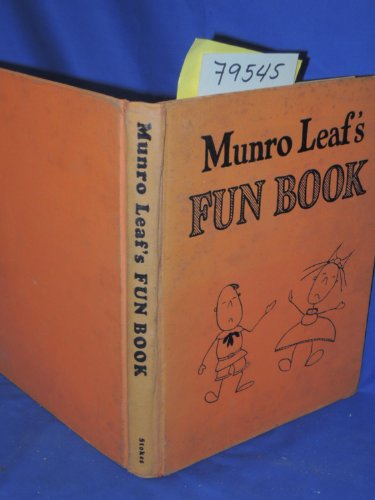 79545
Munro Leaf's
FUN BOOK
Munro Leaf's FUN BOOK
Stokes